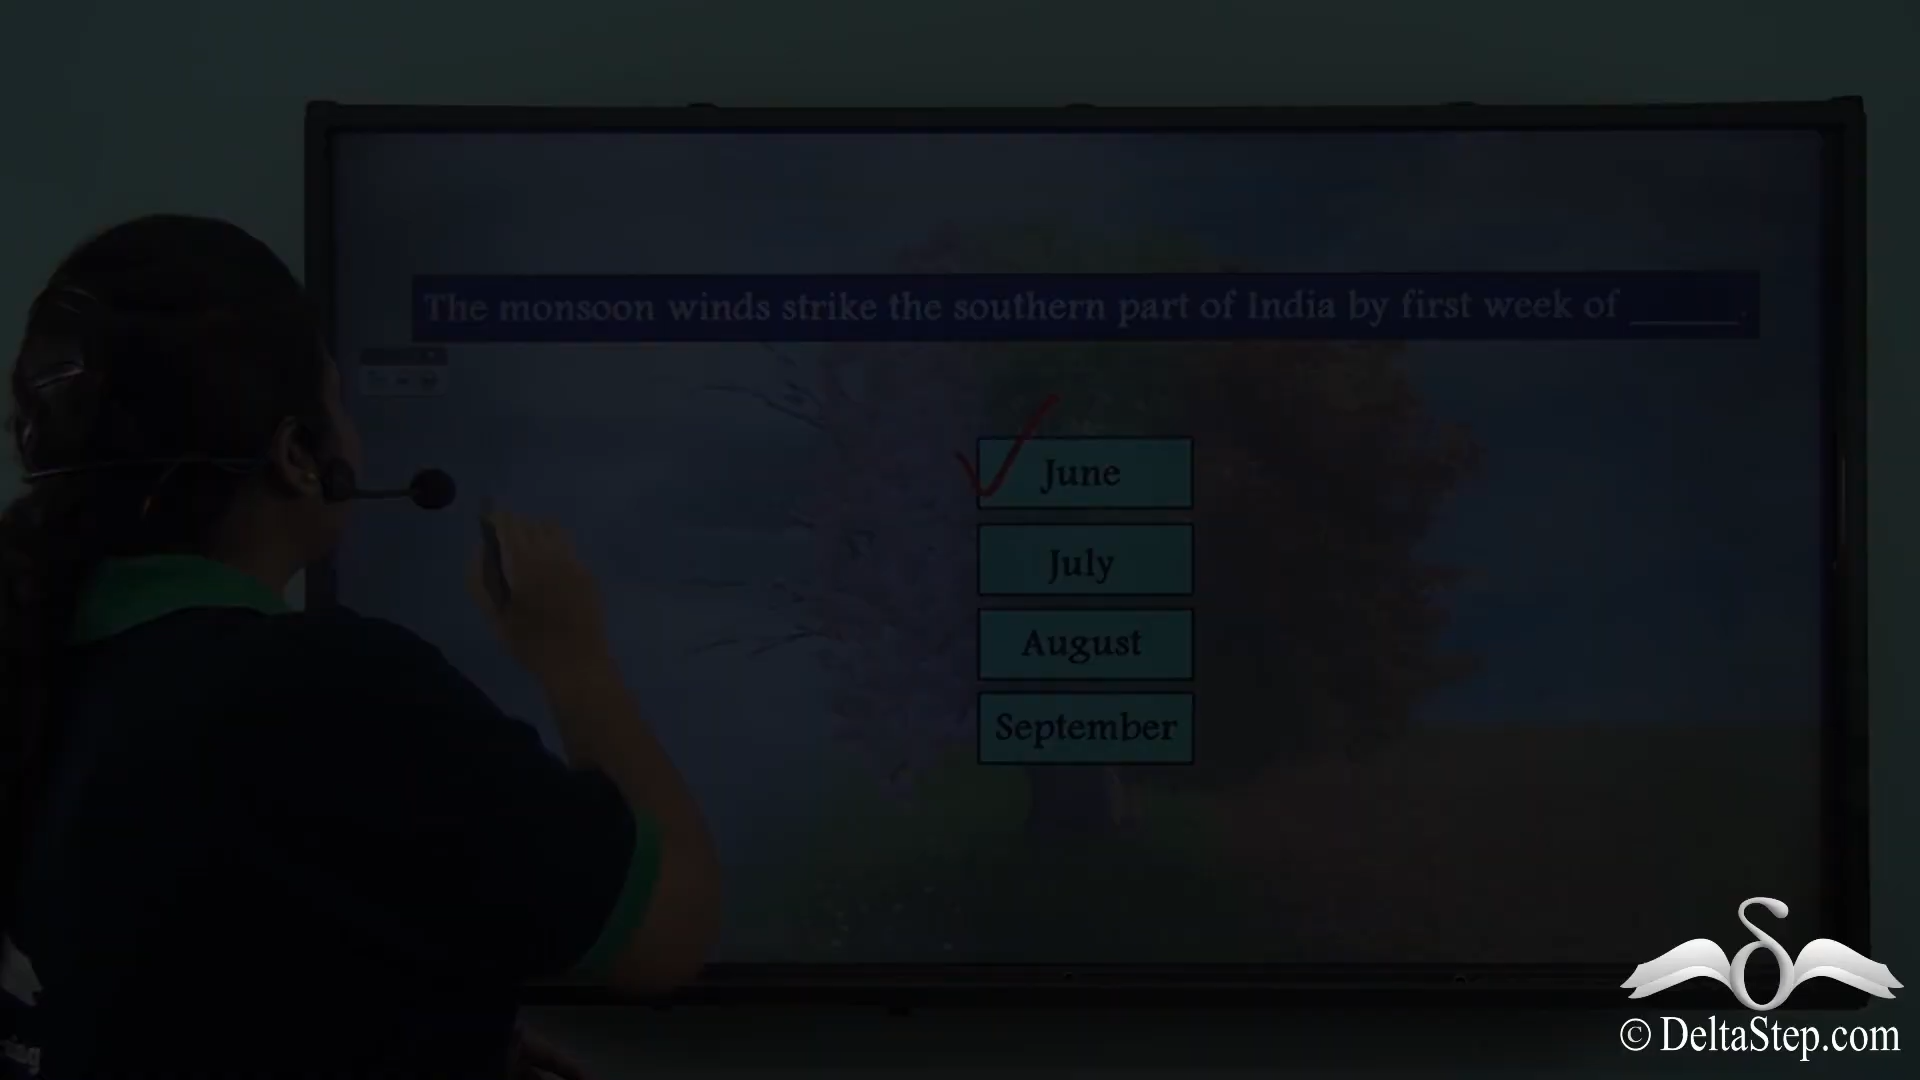 The monsoon winds strike the southern part of India by first week of ______.
June
July
August
September
© DeltaStep.com